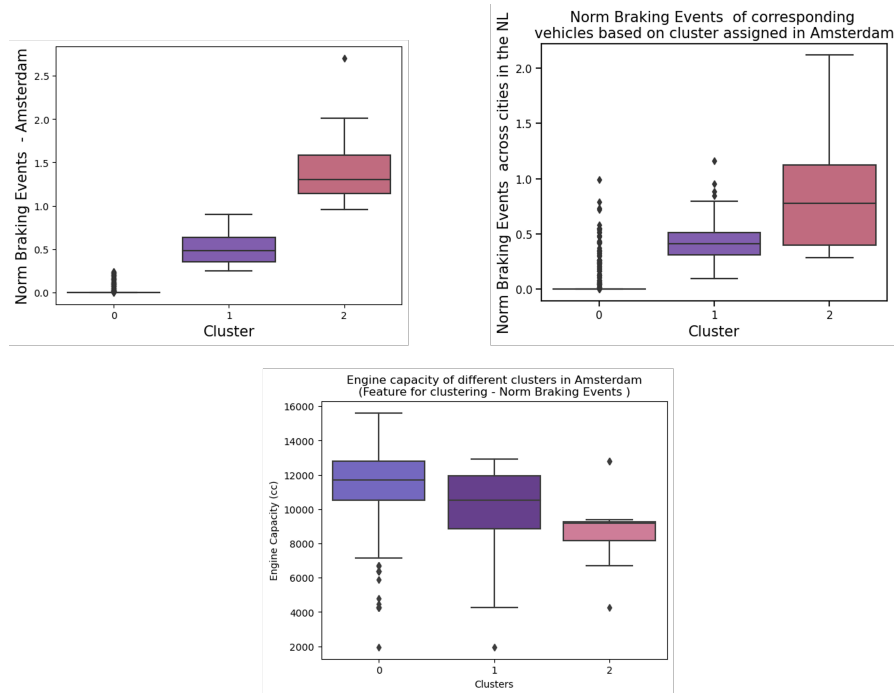 Norm Braking Events - Amsterdam
2.5
2.0
1.5
1.0
0.5
0.0
0
1
2
Cluster
Norm Braking Events of corresponding
vehicles based on cluster assigned in Amsterdam
Norm Braking Events across cities in the NL
2.0
1.5
1.0
0.5
0.0
0
1
2
Cluster
Engine capacity of different clusters in Amsterdam
(Feature for clustering - Norm Braking Events )
Engine Capacity (cc)
16000
14000
12000
10000
8000
6000
4000
2000
0
1
2
Clusters